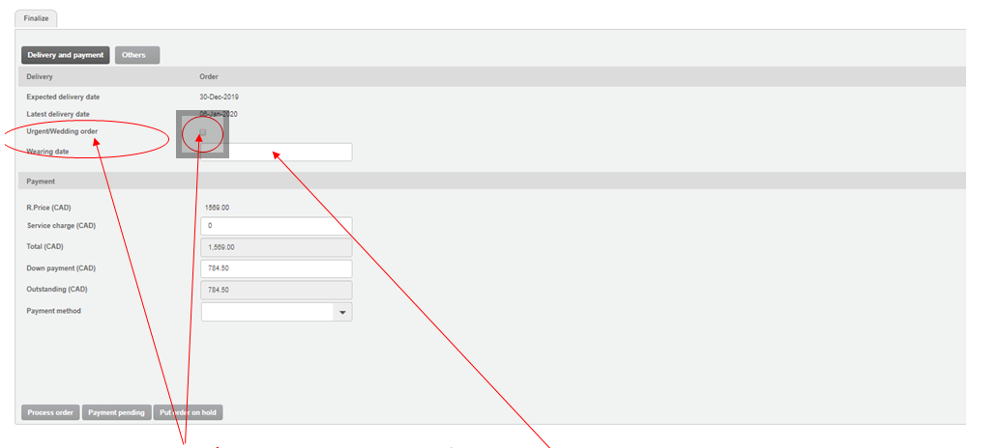 Finalize
Delivery and payment Others
Delivery Order
Expected delivery date 30-Dec-2019
Latest delivery date 06-Jan-2020
Urgent/Wedding order
Wearing date
Payment
R.Price (CAD) 1569.00
Service charge (CAD) 0
Total (CAD) 1,569.00
Down payment (CAD) 784.50
Outstanding (CAD) 784.50
Payment method
Process order Payment pending Put order on hold